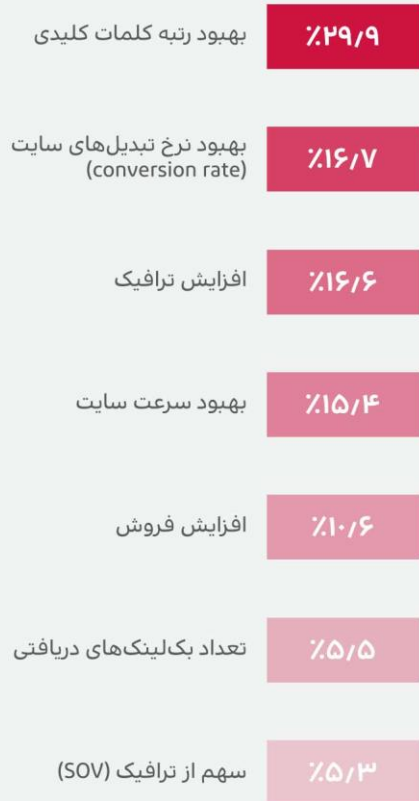 ٪۲۹٫۹
بهبود رتبه کلمات کلیدی
٪۱۶٫۷
بهبود نرخ تبدیل‌های سایت
(conversion rate)
٪۱۶٫۶
افزایش ترافیک
٪۱۵٫۴
بهبود سرعت سایت
٪۱۰٫۶
افزایش فروش
٪۵٫۵
تعداد بک‌لینک‌های دریافتی
٪۵٫۳
سهم از ترافیک (SOV)